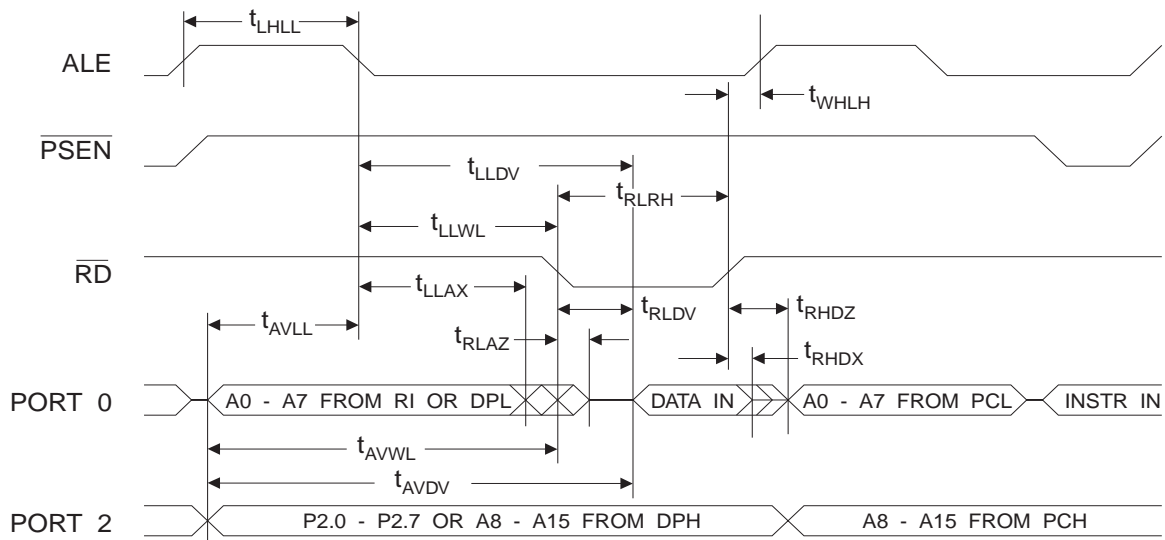 tLHLL
ALE
tWHLH
PSEN
tLLDV
tRLRH
tLLWL
RD
tLLAX
tRLDV
tRHDZ
tAVLL
tRLAZ
tRHDX
PORT 0
A0 - A7 FROM RI OR DPL
DATA IN
A0 - A7 FROM PCL
INSTR IN
tAVWL
tAVDV
PORT 2
P2.0 - P2.7 OR A8 - A15 FROM DPH
A8 - A15 FROM PCH